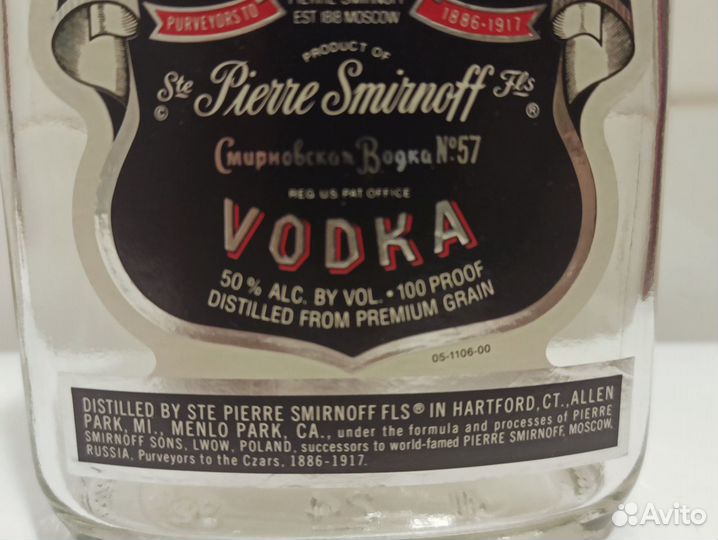 PIERRE SMIRNOFF
PURVEYORS TO EST 1818 MOSCOW 1886-1917
PRODUCT OF
Ste Pierre Smirnoff Fls
© ®
Смирновская Водка №57
REG US PAT OFFICE
VODKA
50% ALC. BY VOL. • 100 PROOF
DISTILLED FROM PREMIUM GRAIN
05-1106-00
DISTILLED BY STE PIERRE SMIRNOFF FLS® IN HARTFORD, CT., ALLEN
PARK, MI., MENLO PARK, CA., under the formula and processes of PIERRE
SMIRNOFF SONS, LWOW, POLAND, successors to world-famed PIERRE SMIRNOFF, MOSCOW,
RUSSIA, Purveyors to the Czars, 1886-1917.
Avito